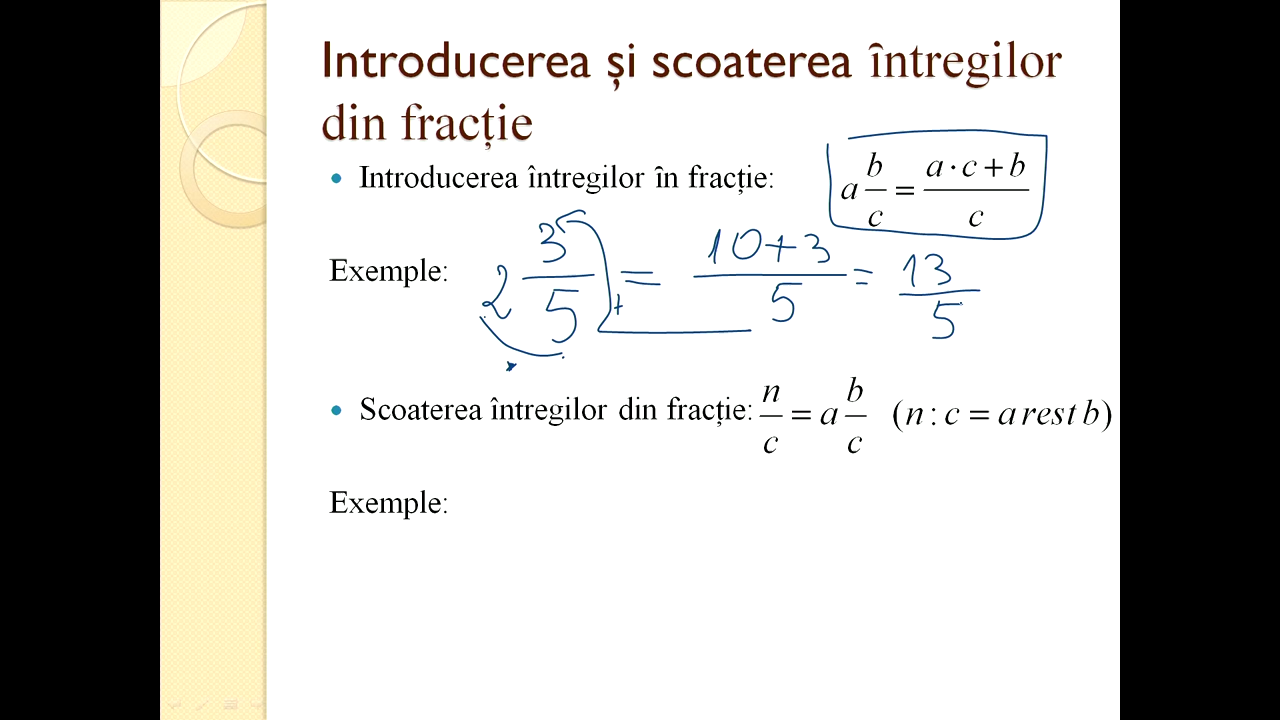 Introducerea și scoaterea întregilor
din fracție
• Introducerea întregilor în fracție: a b/c = (a · c + b)/c
Exemple: 2 3/5 = (10+3)/5 = 13/5
+
•
• Scoaterea întregilor din fracție: n/c = a b/c (n : c = a rest b)
Exemple: